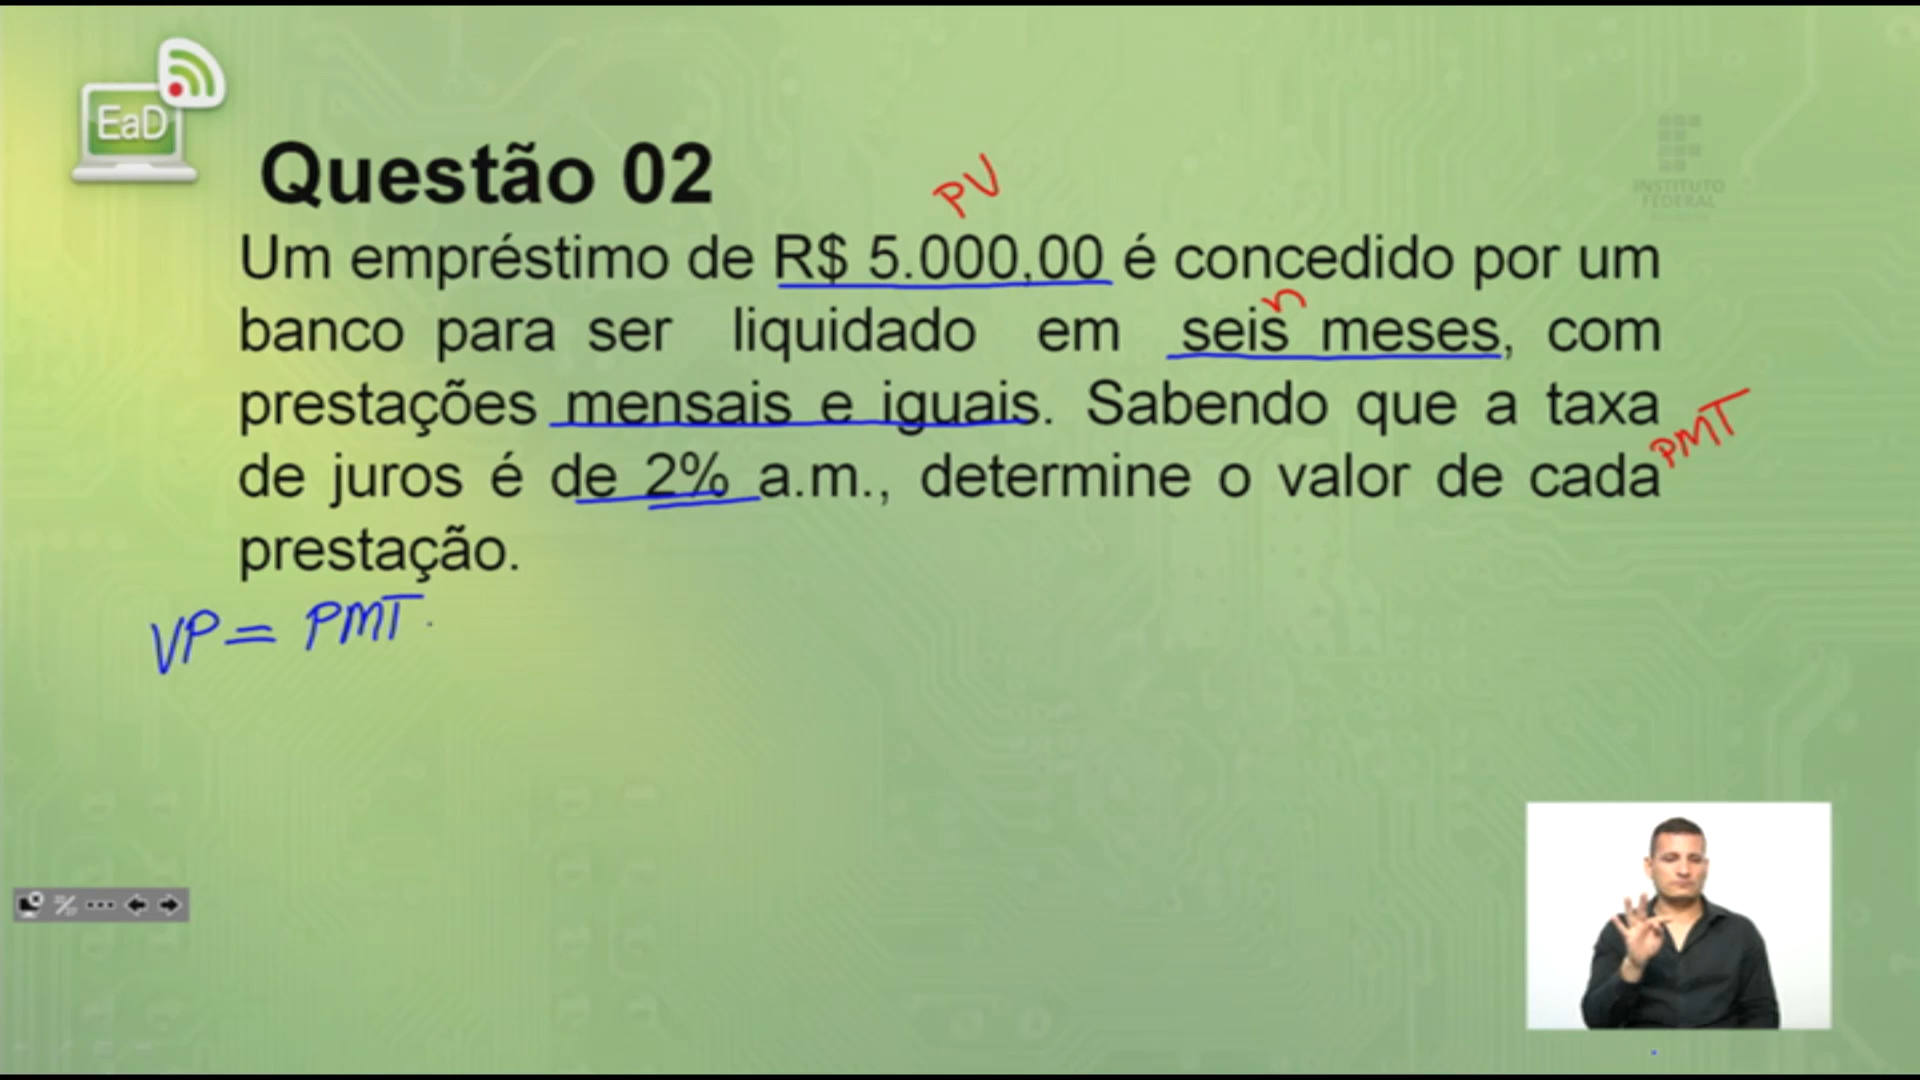 EaD
Questão 02
PV
INSTITUTO
FEDERAL
Um empréstimo de R$ 5.000,00 é concedido por um
n
banco para ser liquidado em seis meses, com
prestações mensais e iguais. Sabendo que a taxa
PMT
de juros é de 2% a.m., determine o valor de cada
prestação.
VP = PMT.